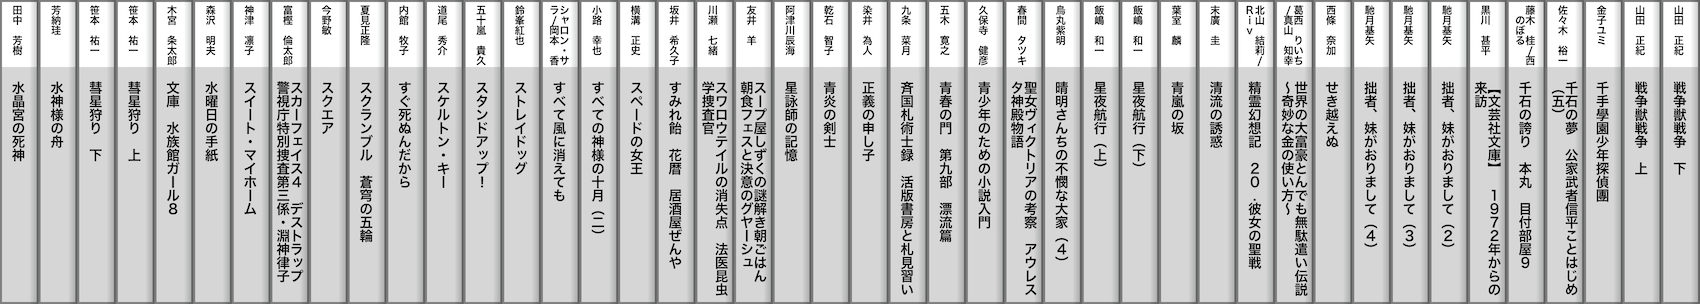 山田 正紀
戦争獣戦争 下
山田 正紀
戦争獣戦争 上
金子ユミ
千手學園少年探偵團
佐々木 裕一
千石の夢 公家武者信平ことはじめ
（五）
藤木 桂/西
のぼる
千石の誇り 本丸 目付部屋９
黒川 甚平
【文芸社文庫】 １９７２年からの
来訪
馳月基矢
拙者、妹がおりまして（２）
馳月基矢
拙者、妹がおりまして（３）
馳月基矢
拙者、妹がおりまして（４）
西條 奈加
せき越えぬ
葛西 りいち
/真山 知幸
世界の大富豪とんでも無駄遣い伝説
～奇妙な金の使い方～
北山 結莉/
Riv
精霊幻想記 ２０.彼女の聖戦
末廣 圭
清流の誘惑
葉室 麟
青嵐の坂
飯嶋 和一
星夜航行（下）
飯嶋 和一
星夜航行（上）
烏丸紫明
晴明さんちの不憫な大家（４）
春間 タツキ
聖女ヴィクトリアの考察 アウレス
タ神殿物語
久保寺 健彦
青少年のための小説入門
五木 寛之
青春の門 第九部 漂流篇
九条 菜月
斉国札術士録 活版書房と札見習い
染井 為人
正義の申し子
乾石 智子
青炎の剣士
阿津川辰海
星詠師の記憶
友井 羊
スープ屋しずくの謎解き朝ごはん
朝食フェスと決意のグヤーシュ
川瀬 七緒
スワロウテイルの消失点 法医昆虫
学捜査官
坂井 希久子
すみれ飴 花暦 居酒屋ぜんや
横溝 正史
スペードの女王
小路 幸也
すべての神様の十月（二）
シャロン・サ
ラ/岡本 香
すべて風に消えても
鈴峯紅也
ストレイドッグ
五十嵐 貴久
スタンドアップ！
道尾 秀介
スケルトン・キー
内館 牧子
すぐ死ぬんだから
夏見正隆
スクランブル 蒼穹の五輪
今野敏
スクエア
富樫 倫太郎
スカーフェイス４ デストラップ
警視庁特別捜査第三係・淵神律子
神津 凛子
スイート・マイホーム
森沢 明夫
水曜日の手紙
木宮 条太郎
文庫 水族館ガール８
笹本 祐一
彗星狩り 上
笹本 祐一
彗星狩り 下
芳納珪
水神様の舟
田中 芳樹
水晶宮の死神